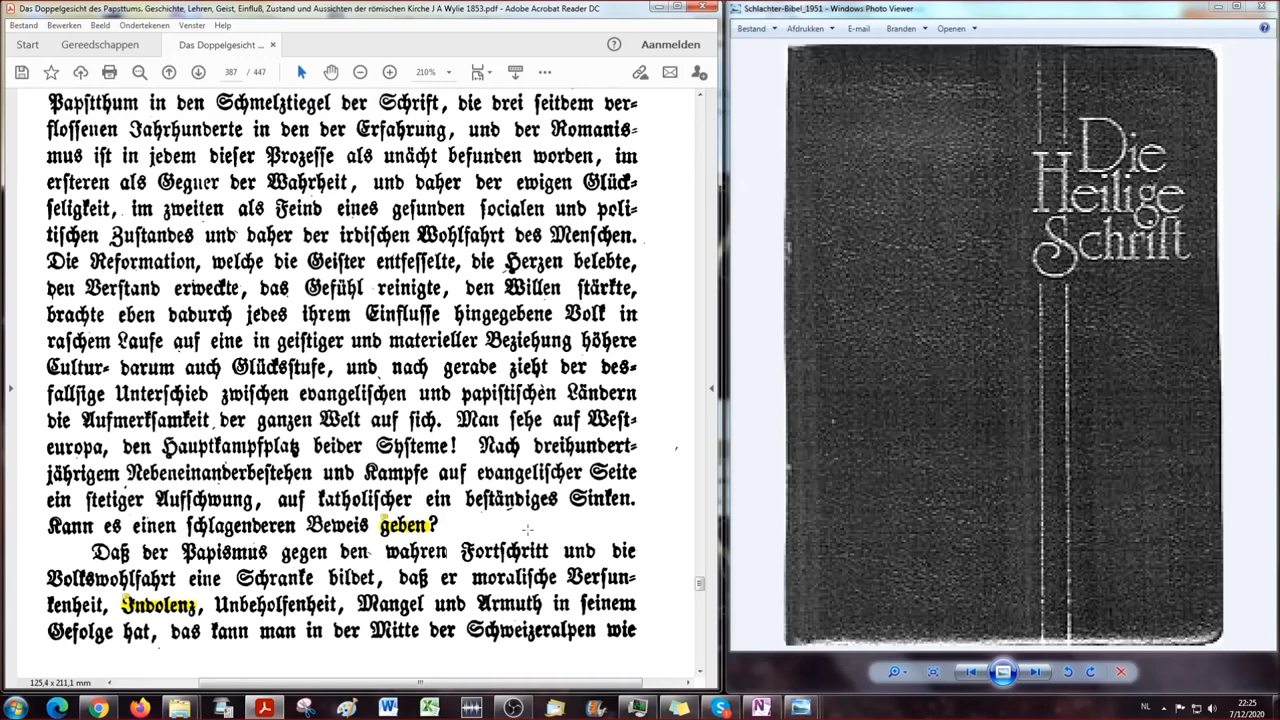 Das Doppelgesicht des Papsttums. Geschichte, Lehren, Geist, Einfluß, Zustand und Aussichten der römischen Kirche J A Wylie 1853.pdf - Adobe Acrobat Reader DC
Bestand Bewerken Beeld Ondertekenen Venster Help
Start Gereedschappen Das Doppelgesicht ... × Anmelden
387 / 447 210%
Papstthum in den Schmelztiegel der Schrift, die drei seitdem ver-
flossenen Jahrhunderte in den der Erfahrung, und der Romanis-
mus ist in jedem dieser Prozesse als unächt befunden worden, im
ersteren als Gegner der Wahrheit, und daher der ewigen Glück-
seligkeit, im zweiten als Feind eines gesunden socialen und poli-
tischen Zustandes und daher der irdischen Wohlfahrt des Menschen.
Die Reformation, welche die Geister entfesselte, die Herzen belebte,
den Verstand erweckte, das Gefühl reinigte, den Willen stärkte,
brachte eben dadurch jedes ihrem Einflusse hingegebene Volk in
raschem Laufe auf eine in geistiger und materieller Beziehung höhere
Cultur- darum auch Glücksstufe, und nach gerade zieht der des-
fallsige Unterschied zwischen evangelischen und papistischen Ländern
die Aufmerksamkeit der ganzen Welt auf sich. Man sehe auf West-
europa, den Hauptkampfplatz beider Systeme! Nach dreihundert-
jährigem Nebeneinanderbestehen und Kampfe auf evangelischer Seite
ein stetiger Aufschwung, auf katholischer ein beständiges Sinken.
Kann es einen schlagenderen Beweis geben?
Daß der Papismus gegen den wahren Fortschritt und die
Volkswohlfahrt eine Schranke bildet, daß er moralische Versun-
kenheit, Indolenz, Unbeholfenheit, Mangel und Armuth in seinem
Gefolge hat, das kann man in der Mitte der Schweizeralpen wie
125,4 x 211,1 mm
Schlachter-Bibel_1951 - Windows Photo Viewer
Bestand Afdrukken E-mail Branden Openen
Die
Heilige
Schrift
NL 22:25
7/12/2020